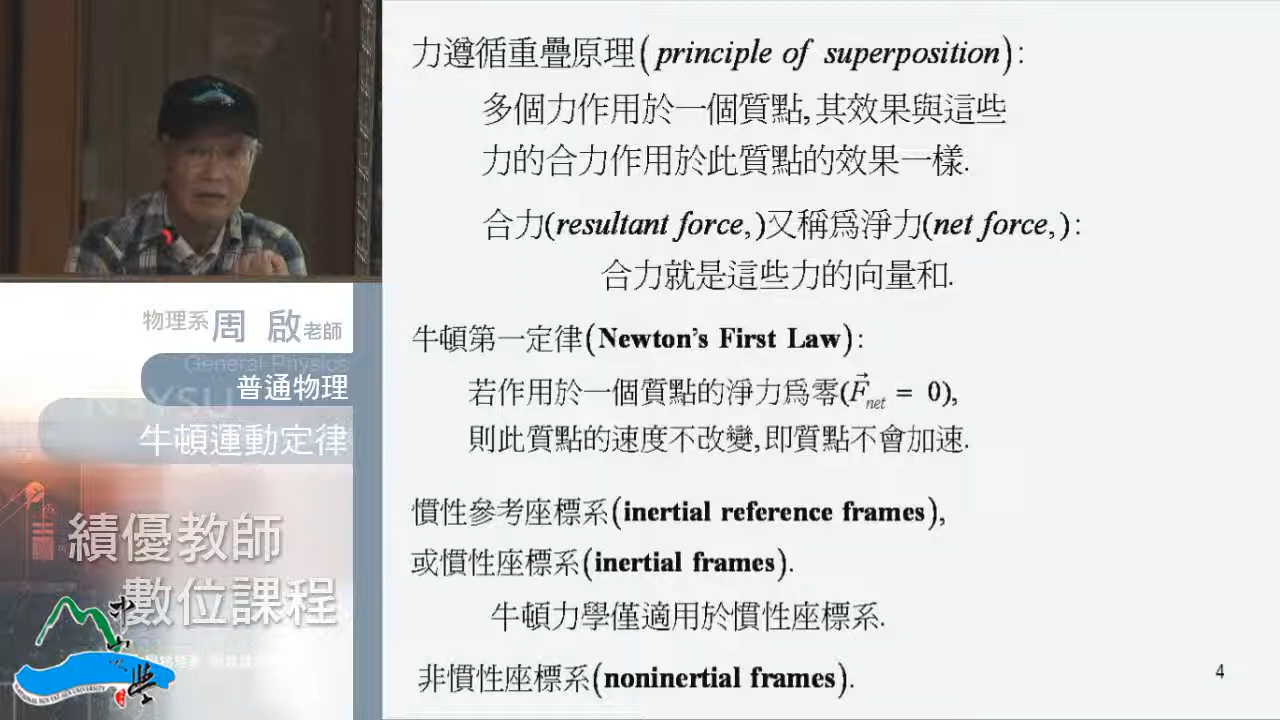 力遵循重疊原理(principle of superposition):
多個力作用於一個質點,其效果與這些
力的合力作用於此質點的效果一樣.
合力(resultant force,)又稱爲淨力(net force,):
合力就是這些力的向量和.
牛頓第一定律(Newton's First Law):
若作用於一個質點的淨力爲零(F⃗net = 0),
則此質點的速度不改變,即質點不會加速.
慣性參考座標系(inertial reference frames),
或慣性座標系(inertial frames).
牛頓力學僅適用於慣性座標系.
非慣性座標系(noninertial frames).
4
物理系周 啟老師
General Physics
普通物理
牛頓運動定律
績優教師
數位課程
NATIONAL SUN YAT-SEN UNIVERSITY